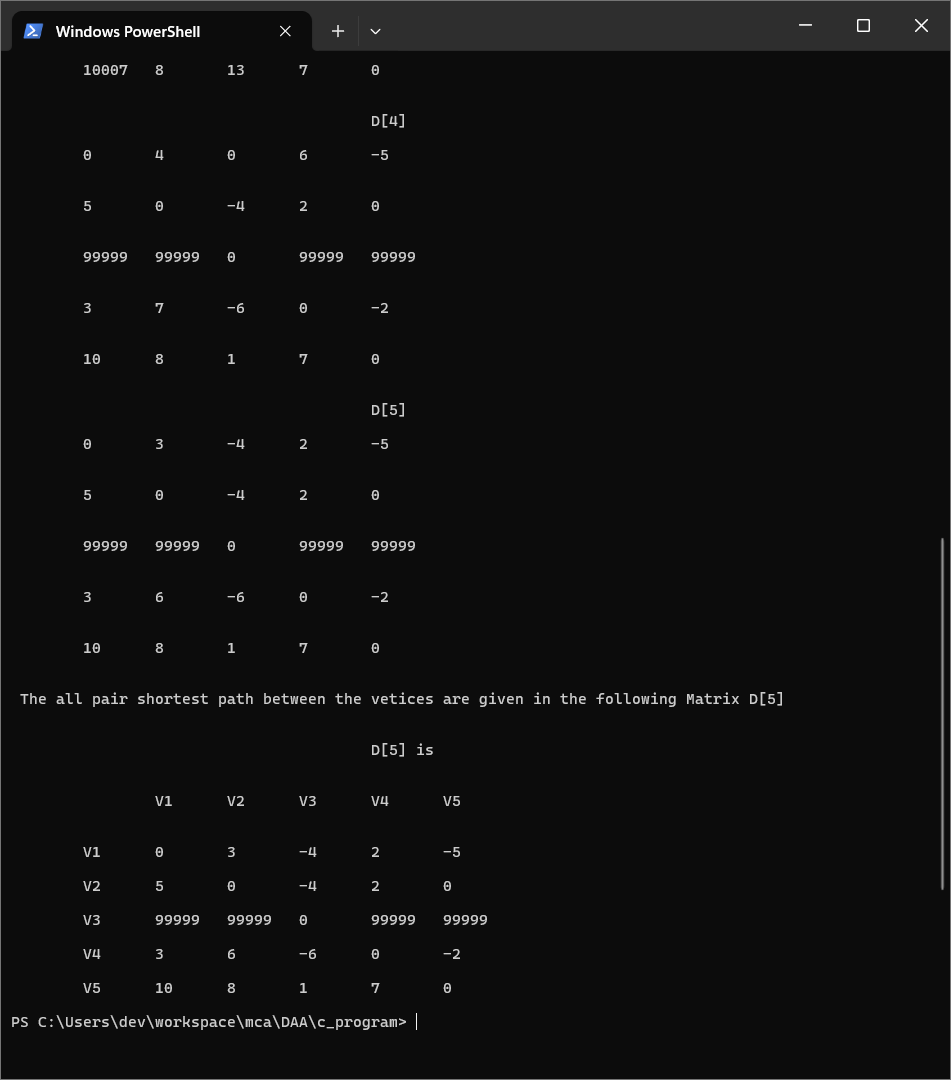 Windows PowerShell
10007 8 13 7 0
D[4]
0 4 0 6 -5
5 0 -4 2 0
99999 99999 0 99999 99999
3 7 -6 0 -2
10 8 1 7 0
D[5]
0 3 -4 2 -5
5 0 -4 2 0
99999 99999 0 99999 99999
3 6 -6 0 -2
10 8 1 7 0
The all pair shortest path between the vetices are given in the following Matrix D[5]
D[5] is
V1 V2 V3 V4 V5
V1 0 3 -4 2 -5
V2 5 0 -4 2 0
V3 99999 99999 0 99999 99999
V4 3 6 -6 0 -2
V5 10 8 1 7 0
PS C:\Users\dev\workspace\mca\DAA\c_program>